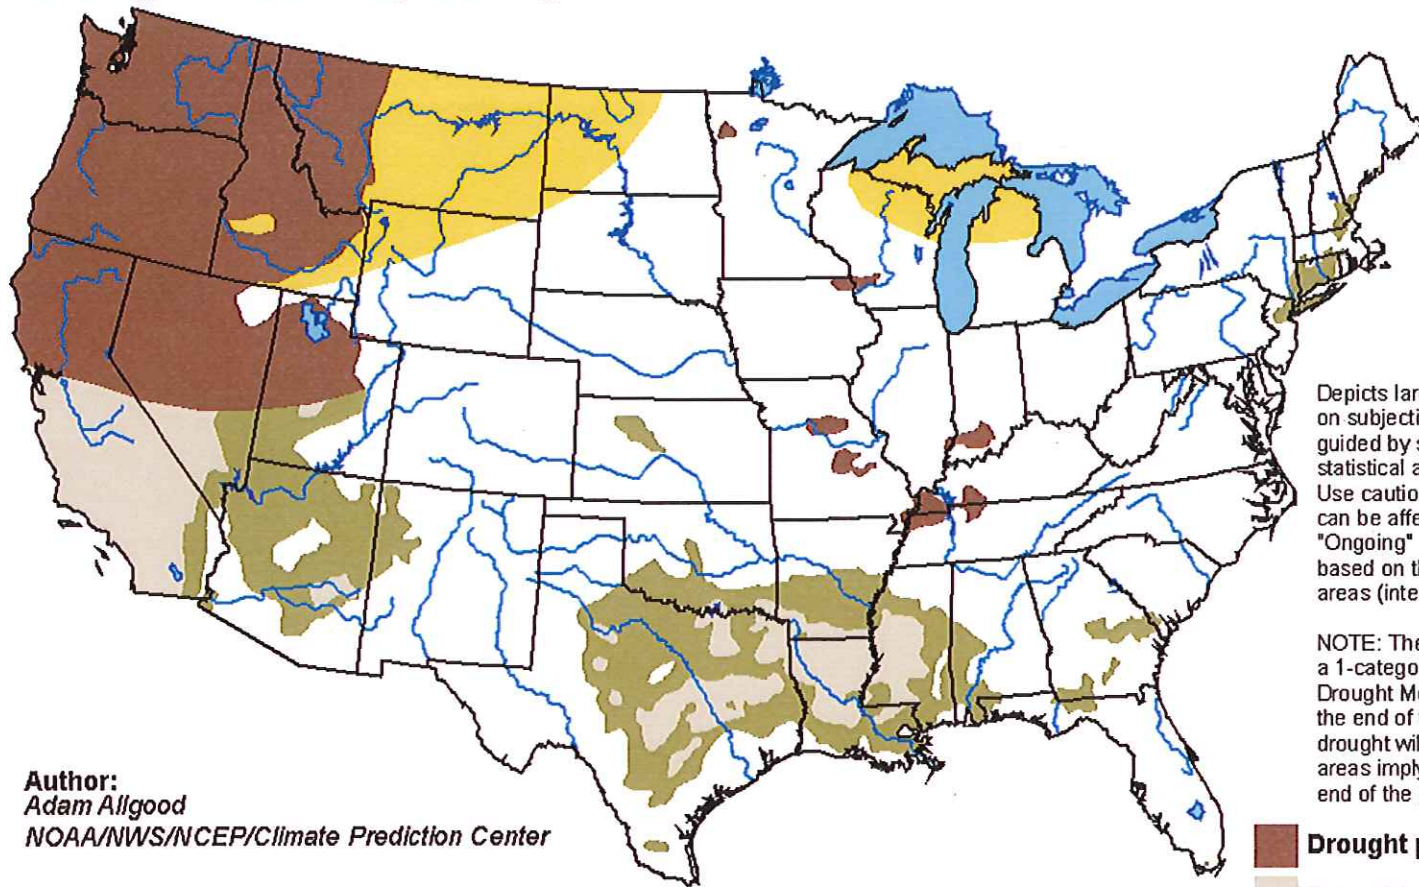 Depicts lar
on subjecti
guided by s
statistical a
Use cautio
can be affe
"Ongoing"
based on th
areas (inte
NOTE: The
a 1-catego
Drought Mo
the end of
drought wil
areas imply
end of the
Author:
Adam Allgood
NOAA/NWS/NCEP/Climate Prediction Center
Drought p